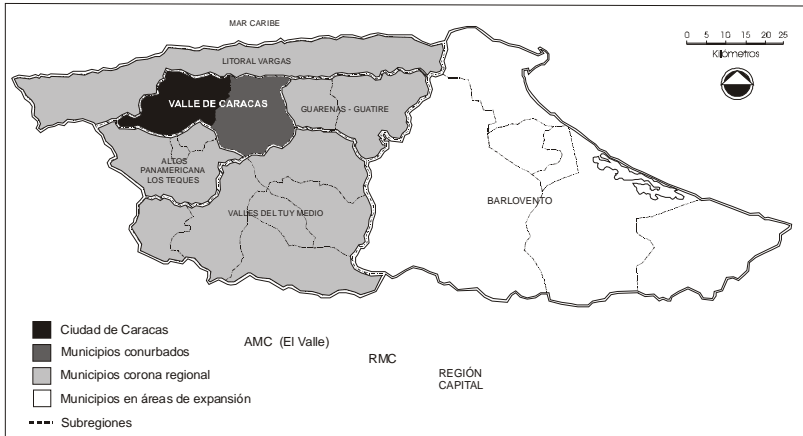 MAR CARIBE
0 5 10 15 20 25
Kilómetros
LITORAL VARGAS
VALLE DE CARACAS
GUARENAS - GUATIRE
ALTOS
PANAMERICANA
LOS TEQUES
BARLOVENTO
VALLES DEL TUY MEDIO
Ciudad de Caracas
Municipios conurbados
Municipios corona regional
Municipios en áreas de expansión
Subregiones
AMC (El Valle)
RMC
REGIÓN
CAPITAL